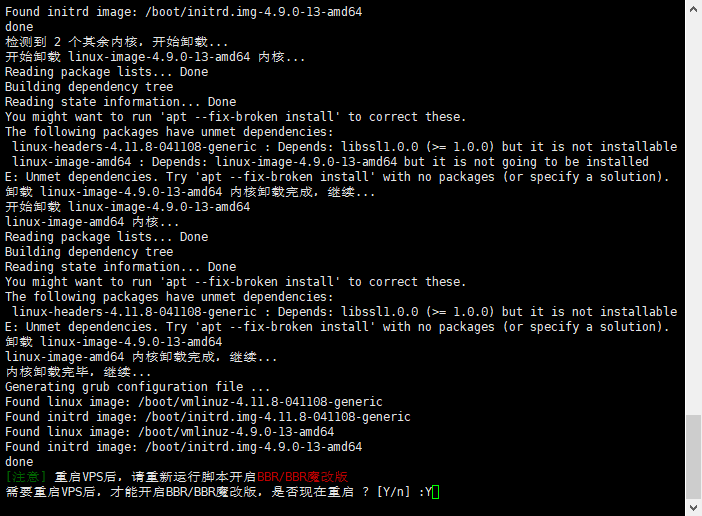 Found initrd image: /boot/initrd.img-4.9.0-13-amd64
done
检测到 2 个其余内核，开始卸载...
开始卸载 linux-image-4.9.0-13-amd64 内核...
Reading package lists... Done
Building dependency tree
Reading state information... Done
You might want to run 'apt --fix-broken install' to correct these.
The following packages have unmet dependencies:
 linux-headers-4.11.8-041108-generic : Depends: libssl1.0.0 (>= 1.0.0) but it is not installable
 linux-image-amd64 : Depends: linux-image-4.9.0-13-amd64 but it is not going to be installed
E: Unmet dependencies. Try 'apt --fix-broken install' with no packages (or specify a solution).
卸载 linux-image-4.9.0-13-amd64 内核卸载完成，继续...
开始卸载 linux-image-4.9.0-13-amd64
linux-image-amd64 内核...
Reading package lists... Done
Building dependency tree
Reading state information... Done
You might want to run 'apt --fix-broken install' to correct these.
The following packages have unmet dependencies:
 linux-headers-4.11.8-041108-generic : Depends: libssl1.0.0 (>= 1.0.0) but it is not installable
E: Unmet dependencies. Try 'apt --fix-broken install' with no packages (or specify a solution).
卸载 linux-image-4.9.0-13-amd64
linux-image-amd64 内核卸载完成，继续...
内核卸载完毕，继续...
Generating grub configuration file ...
Found linux image: /boot/vmlinuz-4.11.8-041108-generic
Found initrd image: /boot/initrd.img-4.11.8-041108-generic
Found linux image: /boot/vmlinuz-4.9.0-13-amd64
Found initrd image: /boot/initrd.img-4.9.0-13-amd64
done
[注意] 重启VPS后，请重新运行脚本开启BBR/BBR魔改版
需要重启VPS后，才能开启BBR/BBR魔改版，是否现在重启 ? [Y/n] :Y